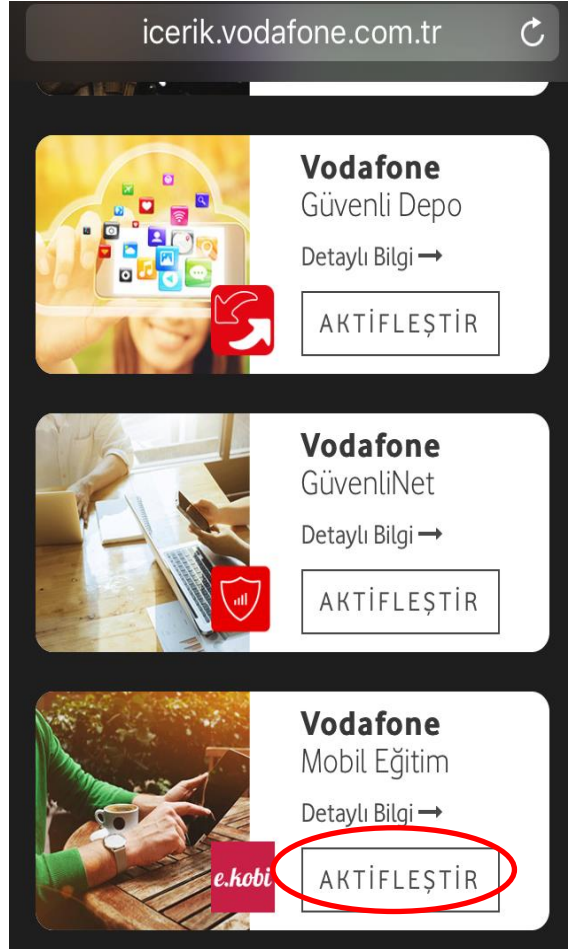 icerik.vodafone.com.tr
Vodafone
Güvenli Depo
Detaylı Bilgi →
AKTİFLEŞTİR
Vodafone
GüvenliNet
Detaylı Bilgi →
AKTİFLEŞTİR
Vodafone
Mobil Eğitim
Detaylı Bilgi →
e.kobi
AKTİFLEŞTİR